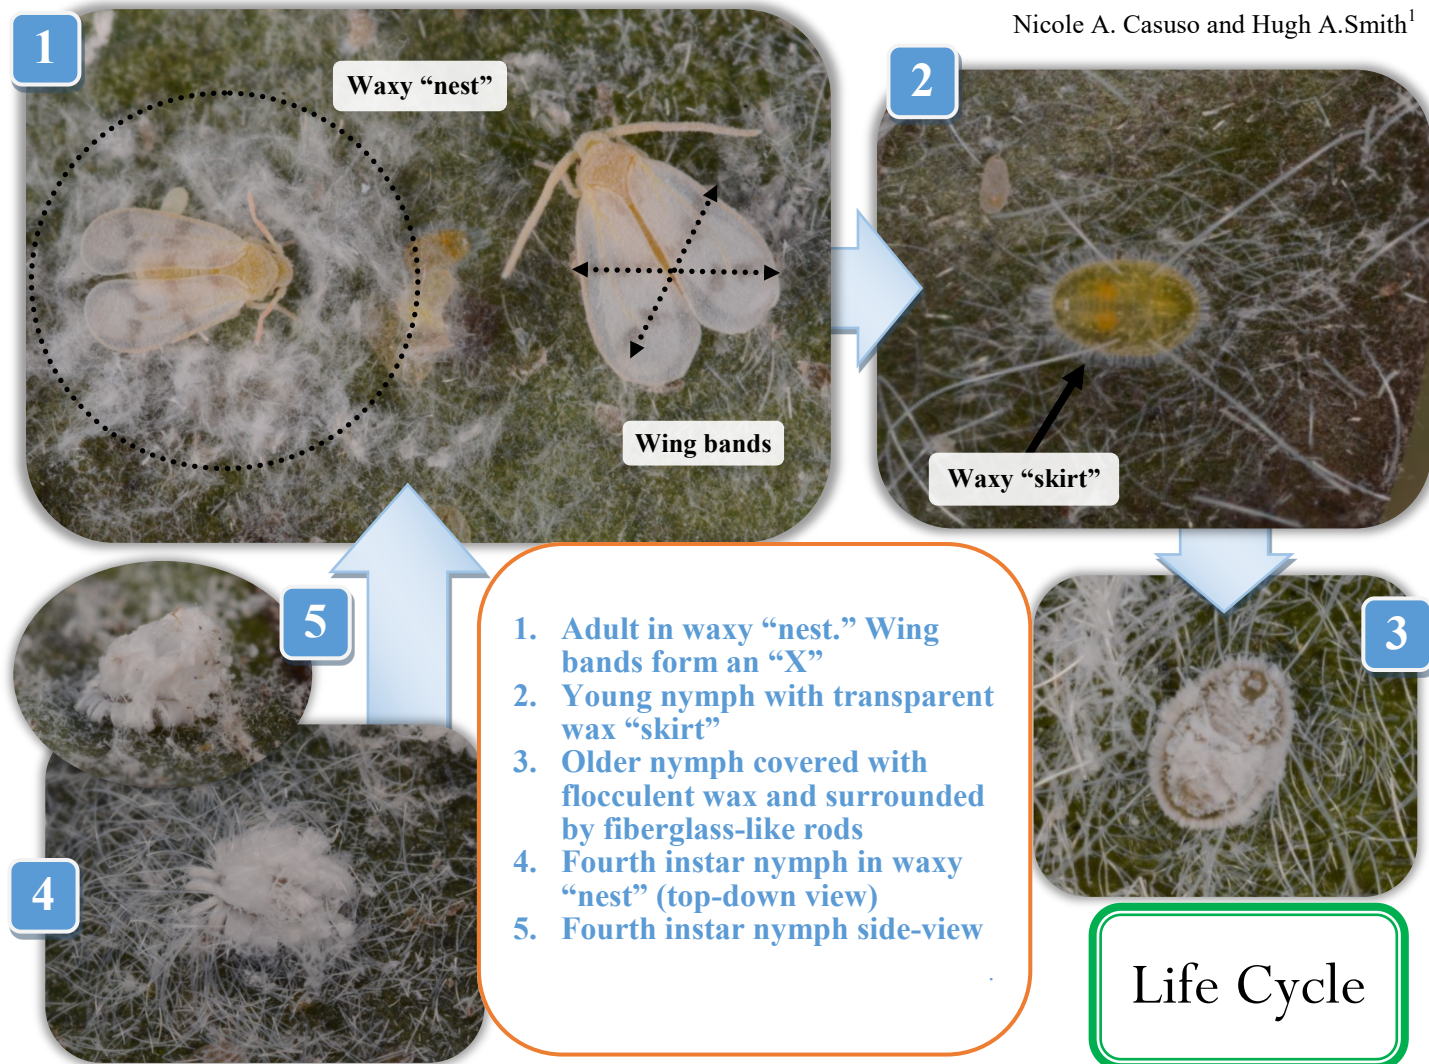 Nicole A. Casuso and Hugh A.Smith1
1
Waxy “nest”
Wing bands
2
Waxy “skirt”
3
5
4
1. Adult in waxy “nest.” Wing
bands form an “X”
2. Young nymph with transparent
wax “skirt”
3. Older nymph covered with
flocculent wax and surrounded
by fiberglass-like rods
4. Fourth instar nymph in waxy
“nest” (top-down view)
5. Fourth instar nymph side-view
.
Life Cycle